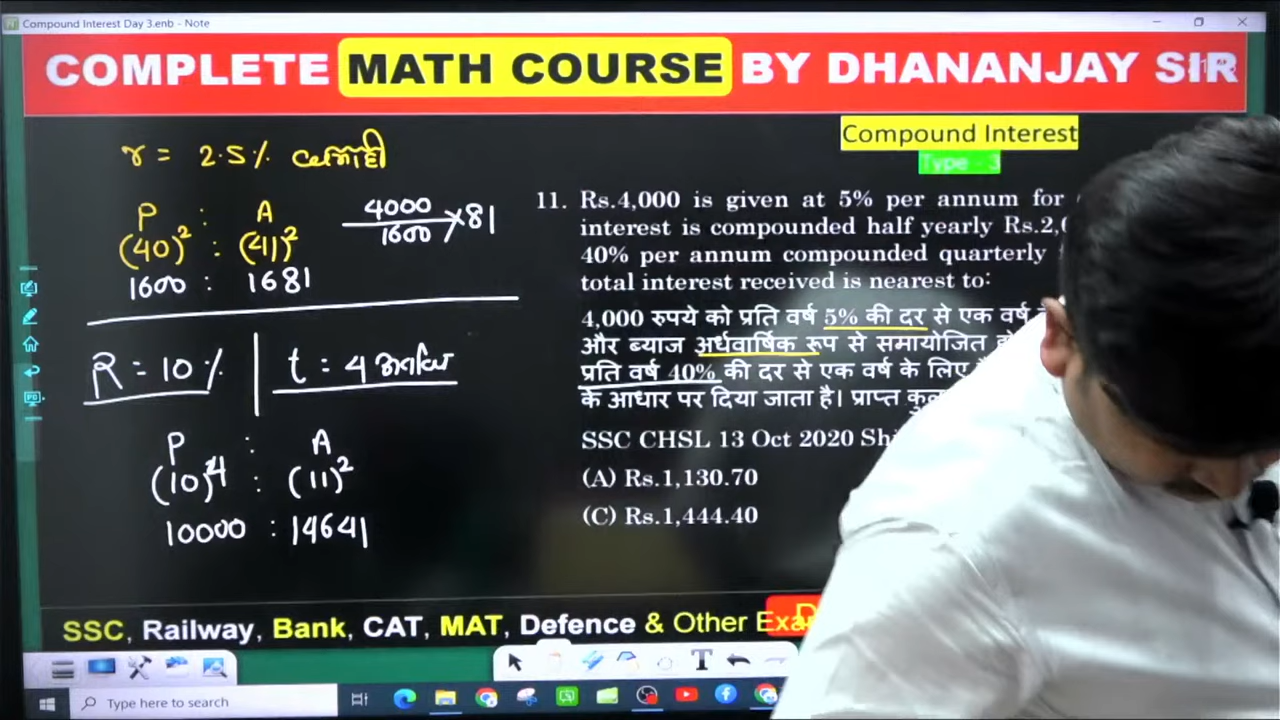 Compound Interest Day 3.enb - Note
COMPLETE MATH COURSE BY DHANANJAY SIR
r = 2.5%
P : A
(40)² : (41)²
1600 : 1681
4000
1600
×81
R = 10%
t = 4
P : A
(10)⁴ : (11)²
10000 : 14641
Compound Interest
Type - 3
11. Rs.4,000 is given at 5% per annum for
interest is compounded half yearly Rs.2,0
40% per annum compounded quarterly
total interest received is nearest to:
4,000 रुपये को प्रति वर्ष 5% की दर से एक वर्ष
और ब्याज अर्धवार्षिक रूप से समायोजित
प्रति वर्ष 40% की दर से एक वर्ष के लिए
के आधार पर दिया जाता है। प्राप्त कुल
SSC CHSL 13 Oct 2020
(A) Rs.1,130.70
(C) Rs.1,444.40
SSC, Railway, Bank, CAT, MAT, Defence & Other
Type here to search